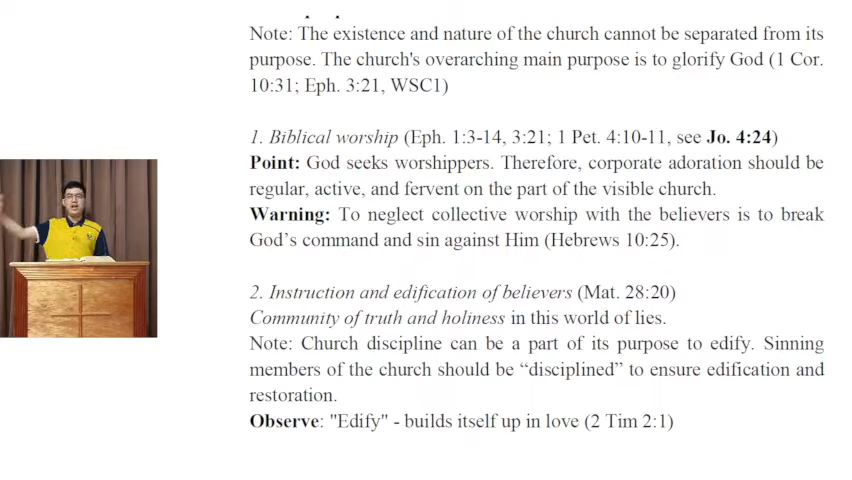 Note: The existence and nature of the church cannot be separated from its
purpose. The church's overarching main purpose is to glorify God (1 Cor.
10:31; Eph. 3:21, WSC1)
1. Biblical worship (Eph. 1:3-14, 3:21; 1 Pet. 4:10-11, see Jo. 4:24)
Point: God seeks worshippers. Therefore, corporate adoration should be
regular, active, and fervent on the part of the visible church.
Warning: To neglect collective worship with the believers is to break
God's command and sin against Him (Hebrews 10:25).
2. Instruction and edification of believers (Mat. 28:20)
Community of truth and holiness in this world of lies.
Note: Church discipline can be a part of its purpose to edify. Sinning
members of the church should be “disciplined” to ensure edification and
restoration.
Observe: "Edify" - builds itself up in love (2 Tim 2:1)